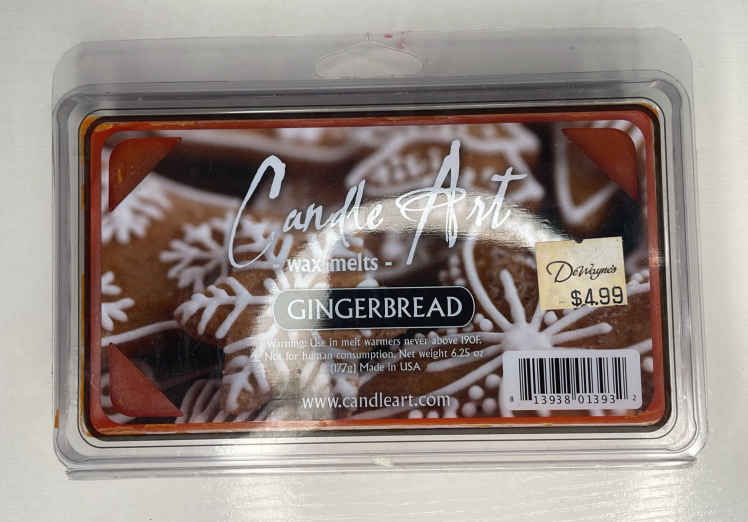 Candle Art
- wax melts -
GINGERBREAD
Warning: Use in melt warmers never above 190F.
Not for human consumption. Net weight 6.25 oz
(177g) Made in USA
www.candleart.com
DeWayne's
- $4.99
8 13938 01393 2